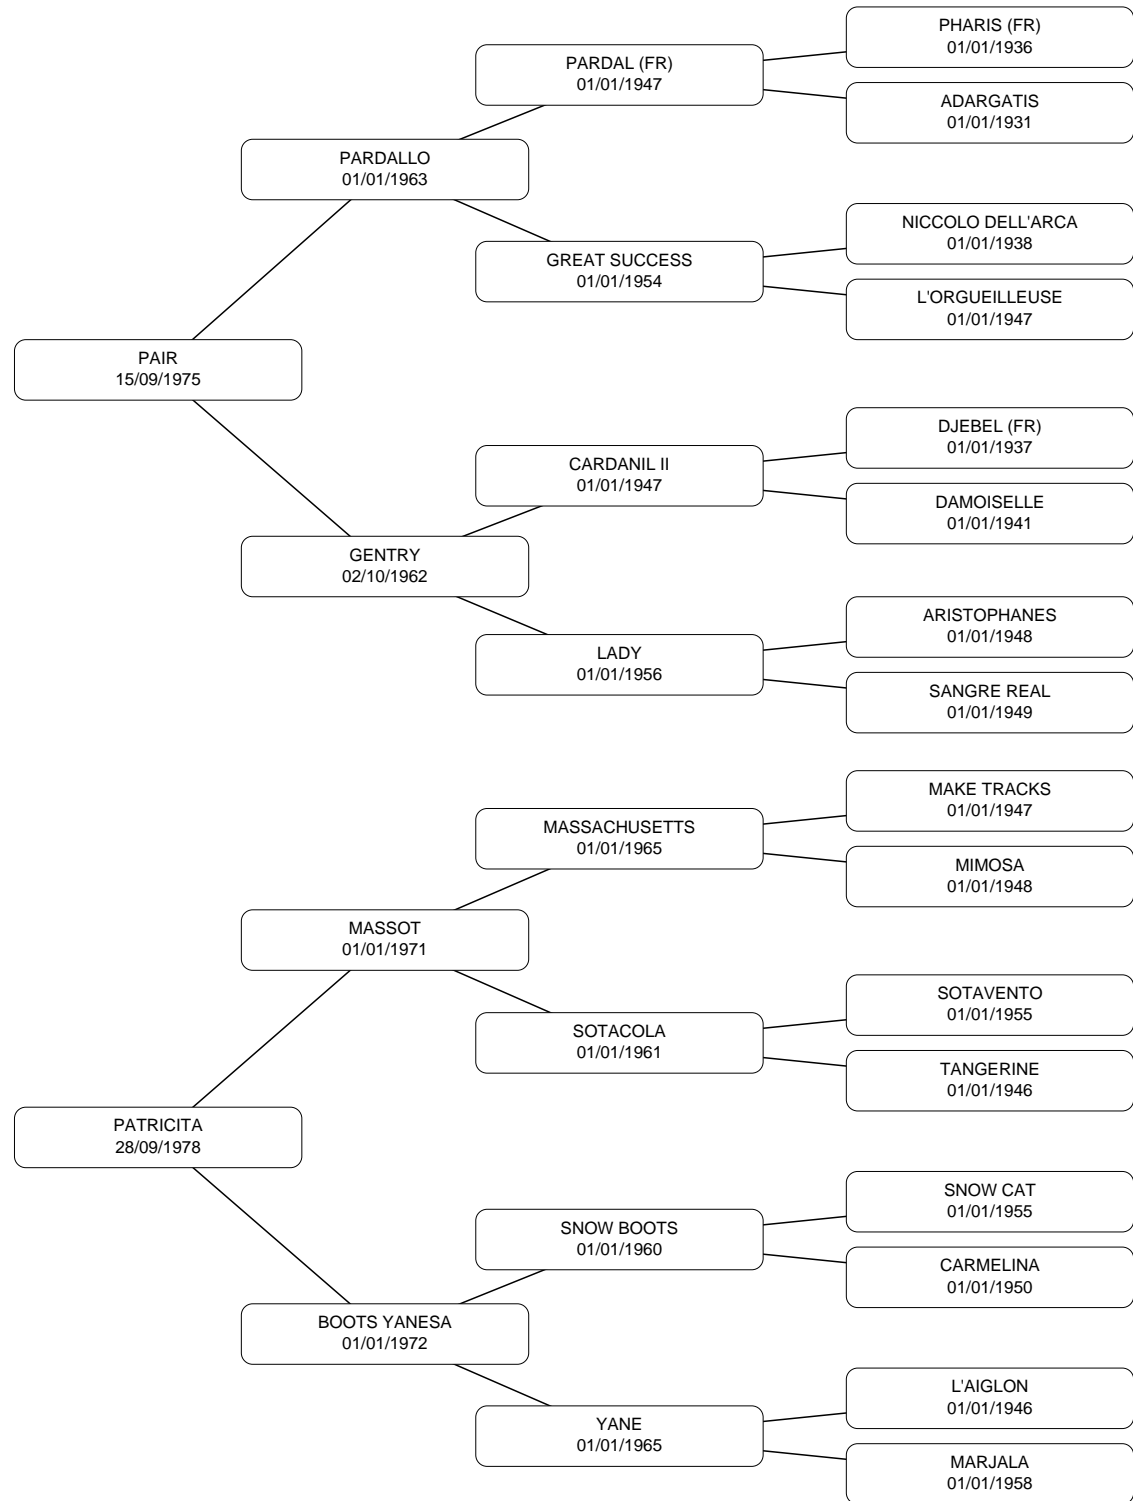 PHARIS (FR)
01/01/1936
PARDAL (FR)
01/01/1947
ADARGATIS
01/01/1931
PARDALLO
01/01/1963
NICCOLO DELL'ARCA
01/01/1938
GREAT SUCCESS
01/01/1954
L'ORGUEILLEUSE
01/01/1947
PAIR
15/09/1975
DJEBEL (FR)
01/01/1937
CARDANIL II
01/01/1947
DAMOISELLE
01/01/1941
GENTRY
02/10/1962
ARISTOPHANES
01/01/1948
LADY
01/01/1956
SANGRE REAL
01/01/1949
MAKE TRACKS
01/01/1947
MASSACHUSETTS
01/01/1965
MIMOSA
01/01/1948
MASSOT
01/01/1971
SOTAVENTO
01/01/1955
SOTACOLA
01/01/1961
TANGERINE
01/01/1946
PATRICITA
28/09/1978
SNOW CAT
01/01/1955
SNOW BOOTS
01/01/1960
CARMELINA
01/01/1950
BOOTS YANESA
01/01/1972
L'AIGLON
01/01/1946
YANE
01/01/1965
MARJALA
01/01/1958